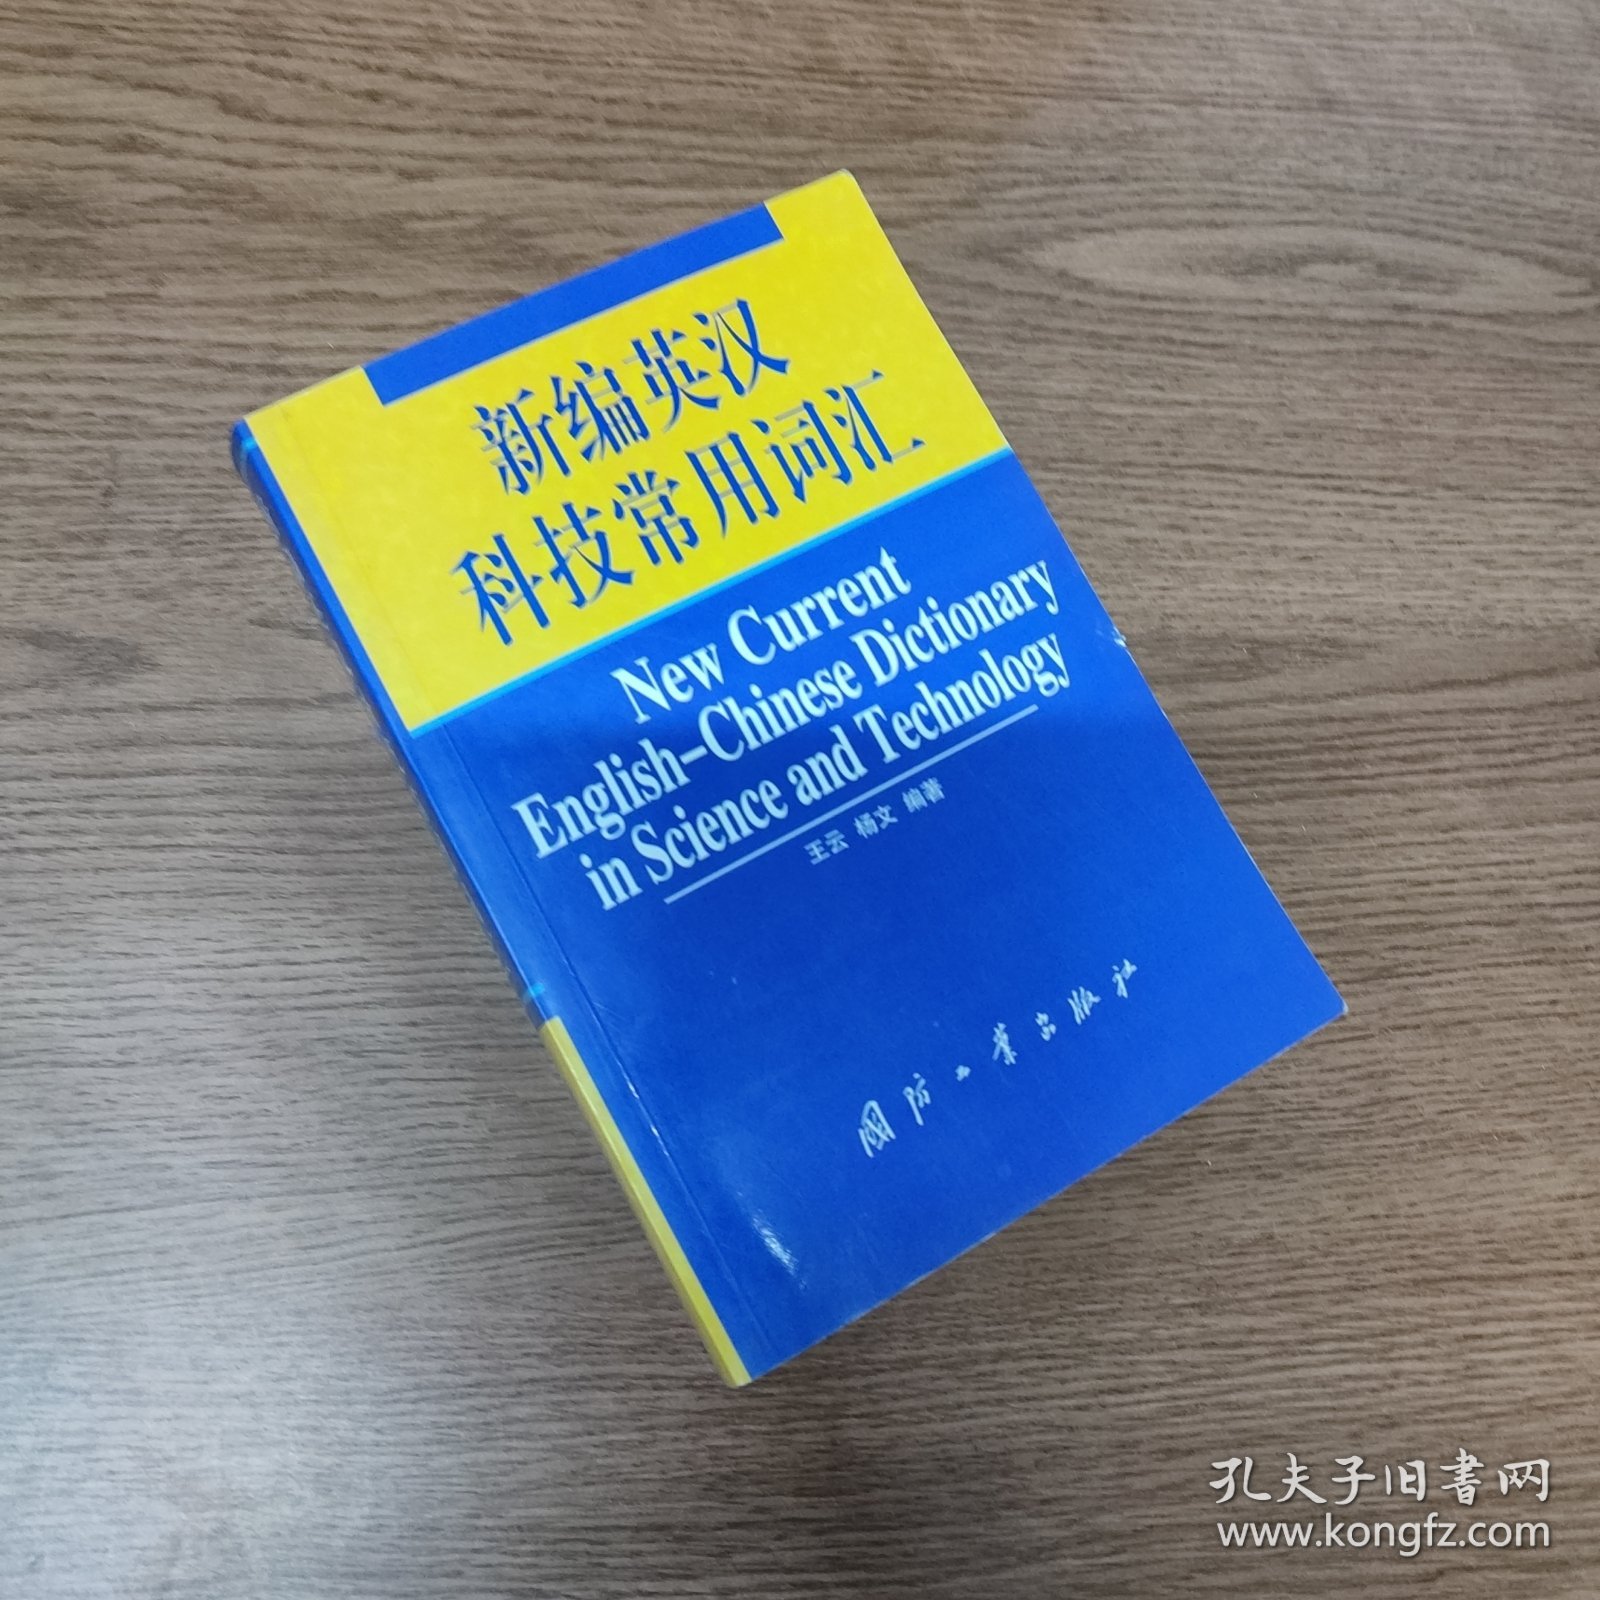 新编英汉
科技常用词汇
New Current
English-Chinese Dictionary
in Science and Technology
王云 杨文 编著
国防工业出版社
孔夫子旧書网
www.kongfz.com